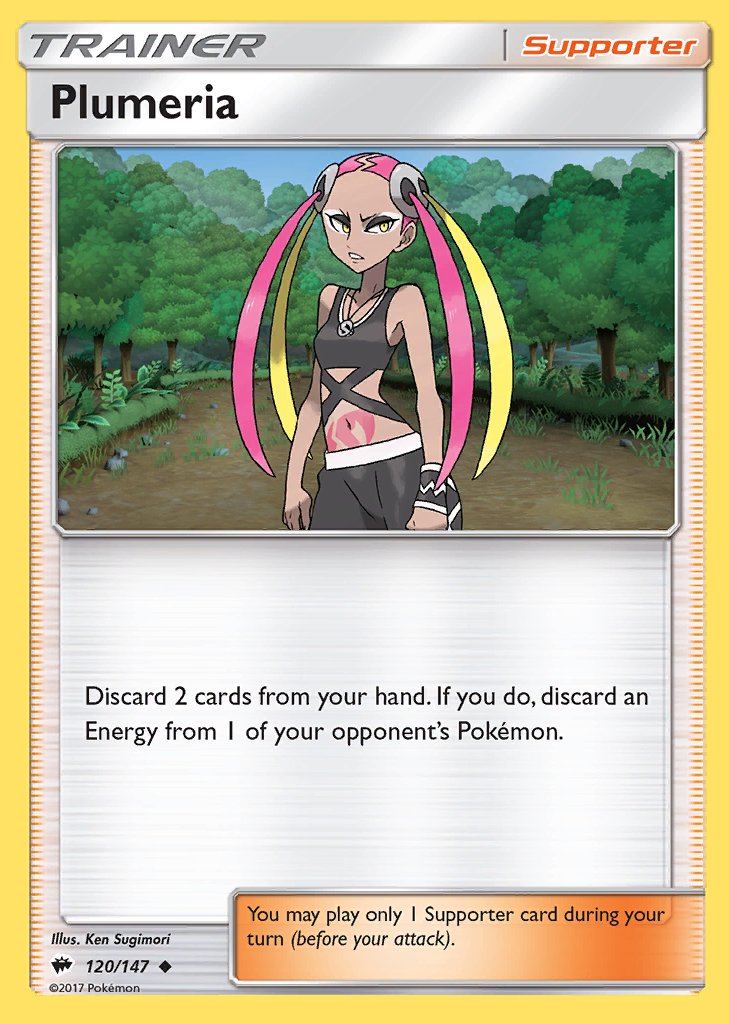 TRAINER
Supporter
Plumeria
Discard 2 cards from your hand. If you do, discard an
Energy from 1 of your opponent's Pokémon.
You may play only 1 Supporter card during your
turn (before your attack).
Illus. Ken Sugimori
120/147
©2017 Pokémon